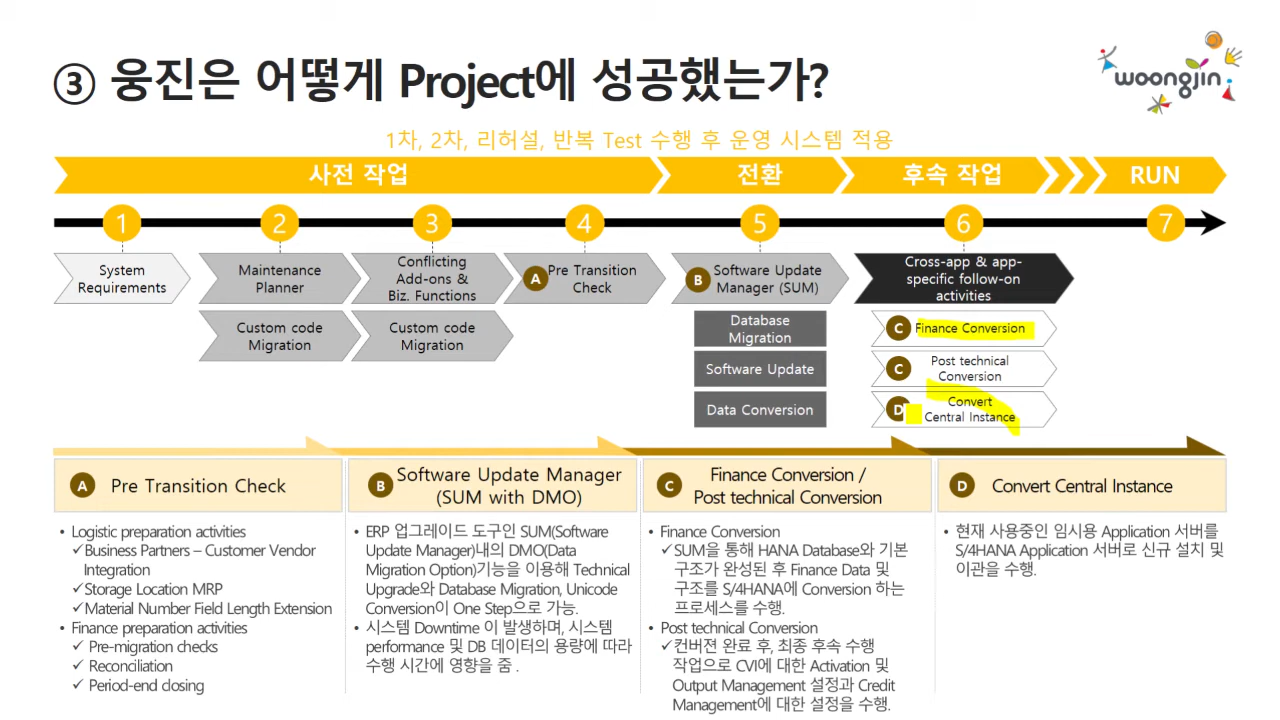 ③ 웅진은 어떻게 Project에 성공했는가?
woongjin
1차, 2차, 리허설, 반복 Test 수행 후 운영 시스템 적용
사전 작업
전환
후속 작업
RUN
1
2
3
4
5
6
7
System
Requirements
Maintenance
Planner
Conflicting
Add-ons &
Biz. Functions
A
Pre Transition
Check
B
Software Update
Manager (SUM)
Cross-app & app-
specific follow-on
activities
Custom code
Migration
Custom code
Migration
Database
Migration
Software Update
Data Conversion
C
Finance Conversion
C
Post technical
Conversion
D
Convert
Central Instance
A
Pre Transition Check
B
Software Update Manager
(SUM with DMO)
C
Finance Conversion /
Post technical Conversion
D
Convert Central Instance
• Logistic preparation activities
✓Business Partners – Customer Vendor
Integration
✓Storage Location MRP
✓Material Number Field Length Extension
• Finance preparation activities
✓ Pre-migration checks
✓ Reconciliation
✓ Period-end closing
• ERP 업그레이드 도구인 SUM(Software
Update Manager)내의 DMO(Data
Migration Option)기능을 이용해 Technical
Upgrade와 Database Migration, Unicode
Conversion이 One Step으로 가능.
• 시스템 Downtime 이 발생하며, 시스템
performance 및 DB 데이터의 용량에 따라
수행 시간에 영향을 줌 .
• Finance Conversion
✓SUM을 통해 HANA Database와 기본
구조가 완성된 후 Finance Data 및
구조를 S/4HANA에 Conversion 하는
프로세스를 수행.
• Post technical Conversion
✓컨버젼 완료 후, 최종 후속 수행
작업으로 CVI에 대한 Activation 및
Output Management 설정과 Credit
Management에 대한 설정을 수행.
• 현재 사용중인 임시용 Application 서버를
S/4HANA Application 서버로 신규 설치 및
이관을 수행.